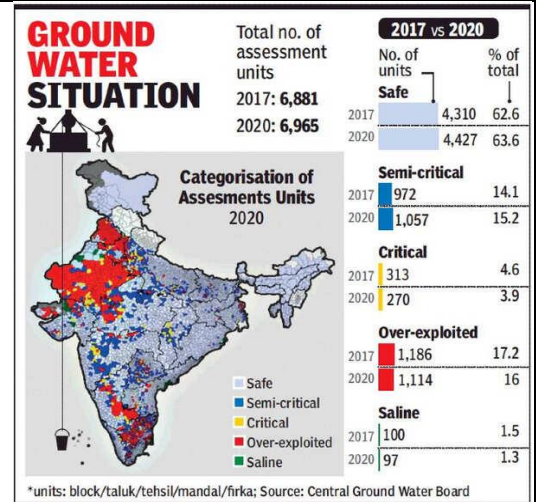 GROUND
WATER
SITUATION
Total no. of
assessment
units
2017: 6,881
2020: 6,965
2017 vs 2020
No. of
units
% of
total
Safe
2017 4,310 62.6
2020 4,427 63.6
Semi-critical
2017 972 14.1
2020 1,057 15.2
Critical
2017 313 4.6
2020 270 3.9
Over-exploited
2017 1,186 17.2
2020 1,114 16
Saline
2017 100 1.5
2020 97 1.3
Categorisation of
Assesments Units
2020
Safe
Semi-critical
Critical
Over-exploited
Saline
*units: block/taluk/tehsil/mandal/firka; Source: Central Ground Water Board